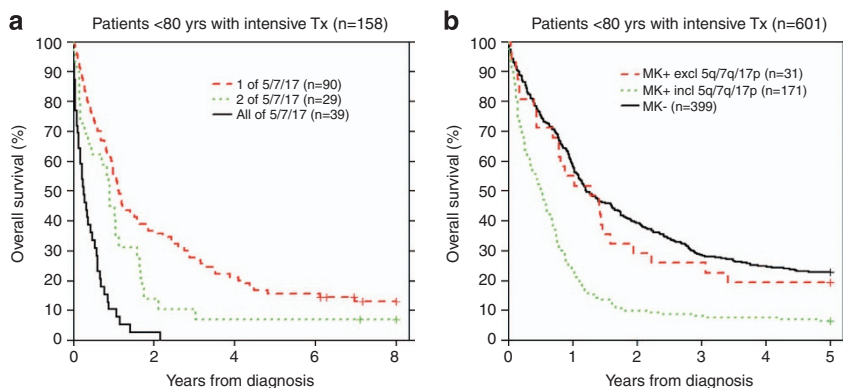 a
Patients <80 yrs with intensive Tx (n=158)
100
90
80
70
60
50
40
30
20
10
0
Overall survival (%)
1 of 5/7/17 (n=90)
2 of 5/7/17 (n=29)
All of 5/7/17 (n=39)
0
2
4
6
8
Years from diagnosis
b
Patients <80 yrs with intensive Tx (n=601)
100
90
80
70
60
50
40
30
20
10
0
Overall survival (%)
MK+ excl 5q/7q/17p (n=31)
MK+ incl 5q/7q/17p (n=171)
MK- (n=399)
0
1
2
3
4
5
Years from diagnosis